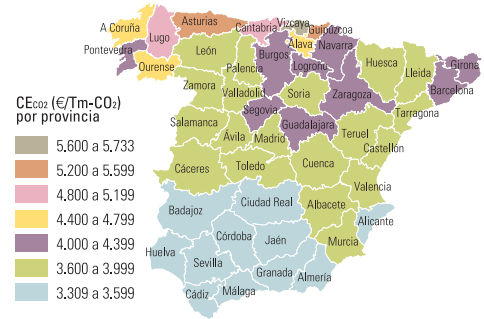 A Coruña
Lugo
Asturias
Cantabria
Vizcaya
Guipúzcoa
Pontevedra
Ourense
León
Palencia
Burgos
Álava
Navarra
Logroño
Huesca
Lleida
Girona
Barcelona
Zamora
Valladolid
Soria
Zaragoza
Tarragona
CECO2 (€/Tm-CO2)
por provincia
5,600 a 5,733
5.200 a 5,599
4.800 a 5.199
4.400 a 4.799
4.000 a 4.399
3.600 a 3.999
3.309 a 3.599
Salamanca
Segovia
Ávila
Madrid
Guadalajara
Teruel
Castellón
Cáceres
Toledo
Cuenca
Valencia
Badajoz
Ciudad Real
Albacete
Alicante
Murcia
Huelva
Sevilla
Córdoba
Jaén
Granada
Almería
Cádiz
Málaga